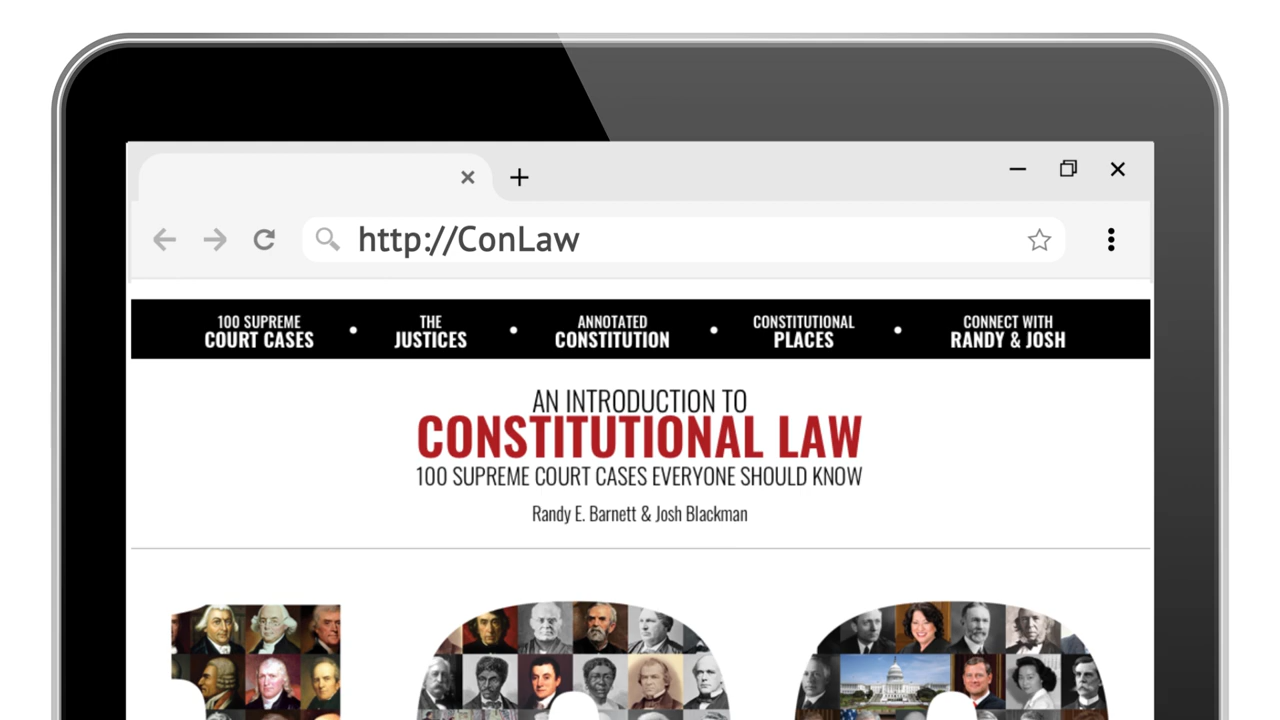 http://ConLaw
100 SUPREME
COURT CASES
THE
JUSTICES
ANNOTATED
CONSTITUTION
CONSTITUTIONAL
PLACES
CONNECT WITH
RANDY & JOSH
AN INTRODUCTION TO
CONSTITUTIONAL LAW
100 SUPREME COURT CASES EVERYONE SHOULD KNOW
Randy E. Barnett & Josh Blackman
100